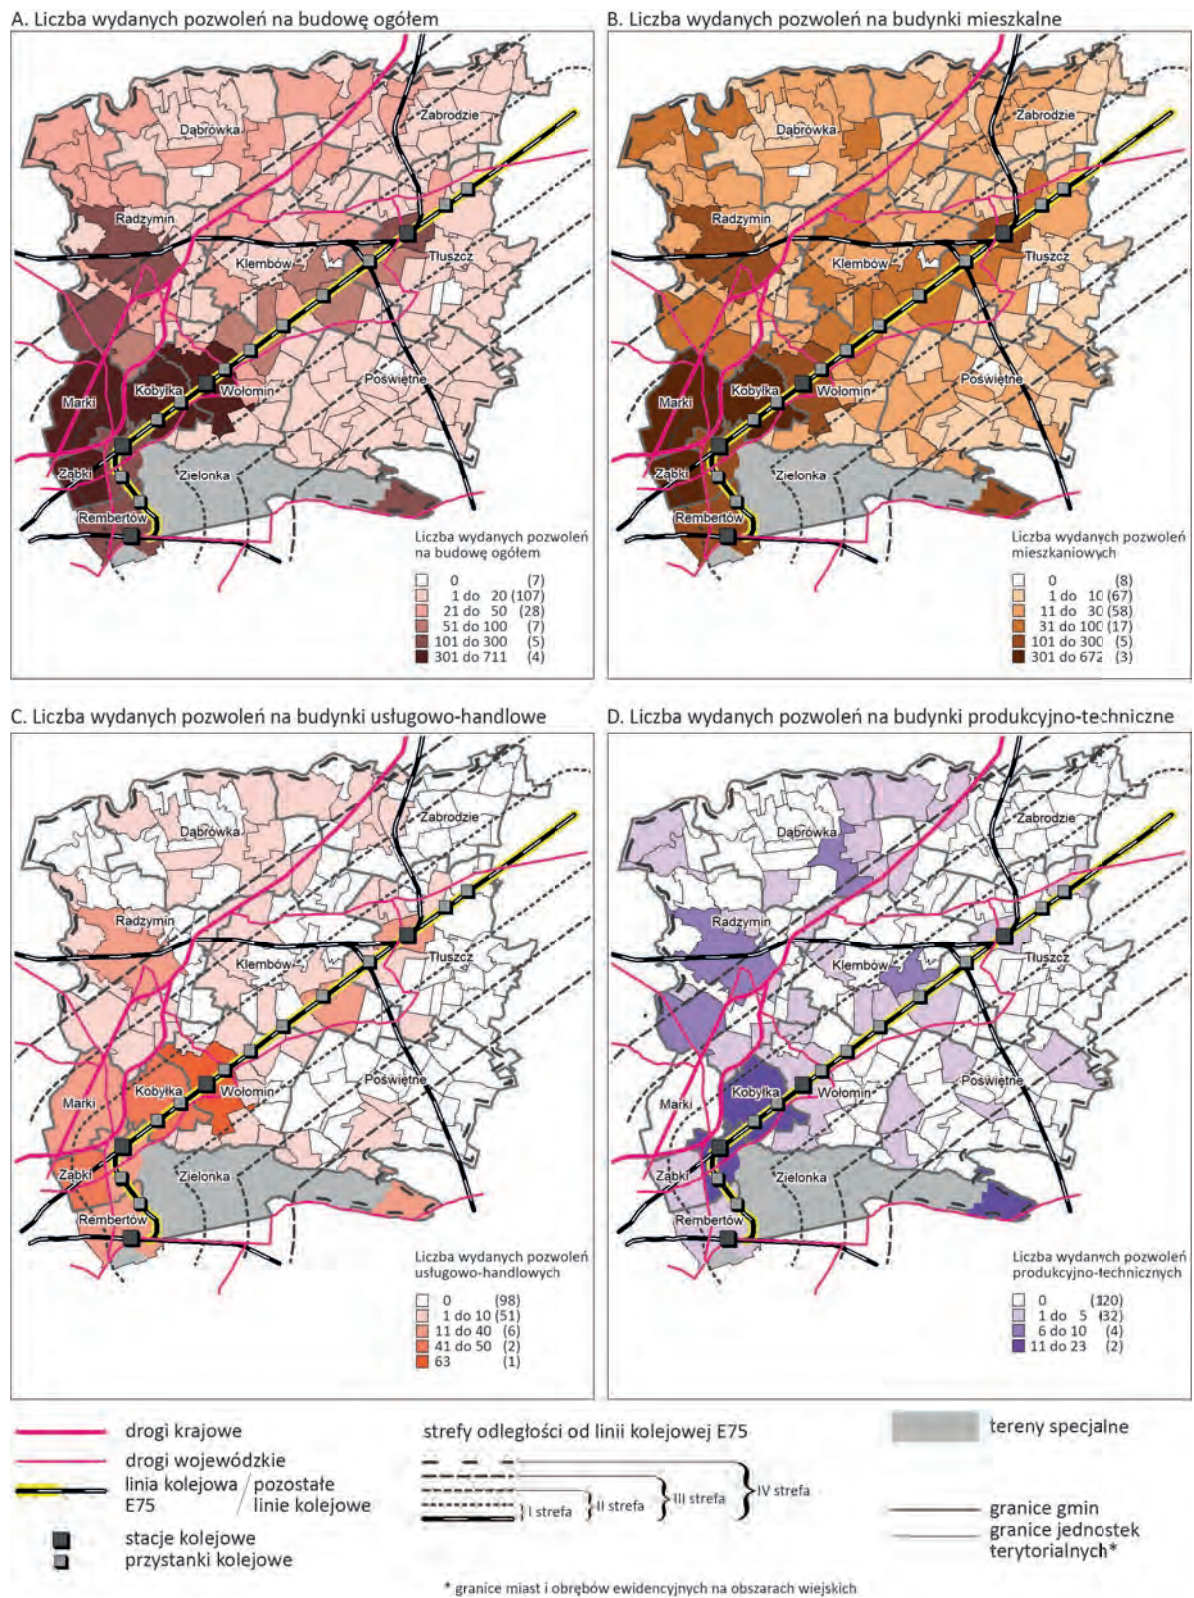 A. Liczba wydanych pozwoleń na budowę ogółem
Dąbrówka
Zabrodzie
Radzymin
Klembów
Tłuszcz
Kobyłka
Wołomin
Poświętne
Marki
Ząbki
Zielonka
Rembertów
Liczba wydanych pozwoleń
na budowę ogółem
0 (7)
1 do 20 (107)
21 do 50 (28)
51 do 100 (7)
101 do 300 (5)
301 do 711 (4)
B. Liczba wydanych pozwoleń na budynki mieszkalne
Dąbrówka
Zabrodzie
Radzymin
Klembów
Tłuszcz
Kobyłka
Wołomin
Poświętne
Marki
Ząbki
Zielonka
Rembertów
Liczba wydanych pozwoleń
mieszkaniowych
0 (8)
1 do 10 (67)
11 do 30 (58)
31 do 100 (17)
101 do 300 (5)
301 do 672 (3)
C. Liczba wydanych pozwoleń na budynki usługowo-handlowe
Dąbrówka
Zabrodzie
Radzymin
Klembów
Tłuszcz
Kobyłka
Wołomin
Poświętne
Marki
Ząbki
Zielonka
Rembertów
Liczba wydanych pozwoleń
usługowo-handlowych
0 (98)
1 do 10 (51)
11 do 40 (6)
41 do 50 (2)
63 (1)
D. Liczba wydanych pozwoleń na budynki produkcyjno-techniczne
Dąbrówka
Zabrodzie
Radzymin
Klembów
Tłuszcz
Kobyłka
Wołomin
Poświętne
Marki
Ząbki
Zielonka
Rembertów
Liczba wydanych pozwoleń
produkcyjno-technicznych
0 (120)
1 do 5 (32)
6 do 10 (4)
11 do 23 (2)
drogi krajowe
drogi wojewódzkie
linia kolejowa / pozostałe
E75 linie kolejowe
stacje kolejowe
przystanki kolejowe
strefy odległości od linii kolejowej E75
I strefa
II strefa
III strefa
IV strefa
tereny specjalne
granice gmin
granice jednostek
terytorialnych*
* granice miast i obrębów ewidencyjnych na obszarach wiejskich